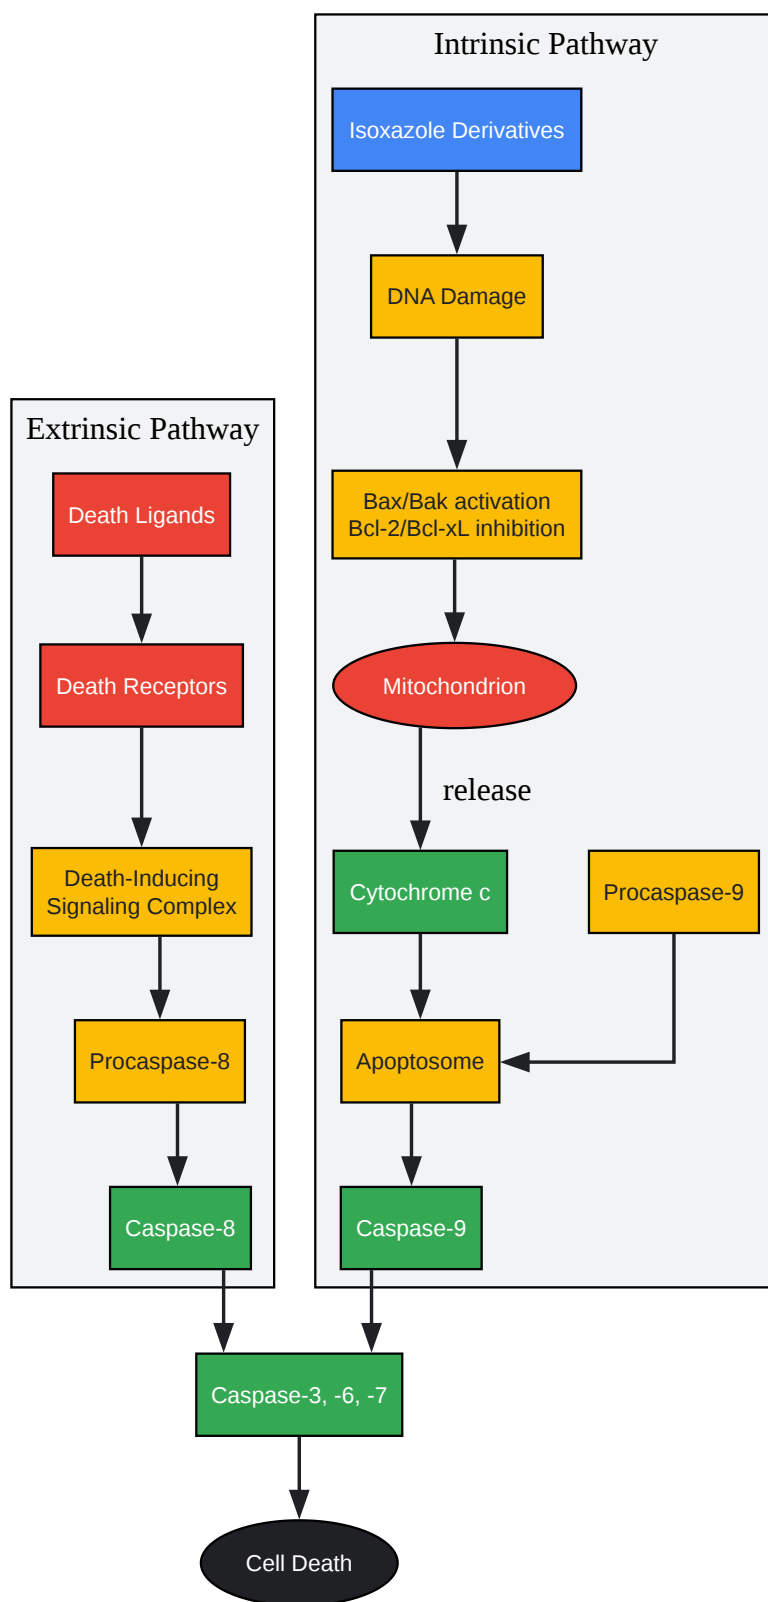 Intrinsic Pathway
Isoxazole Derivatives
DNA Damage
Bax/Bak activation
Bcl-2/Bcl-xL inhibition
Mitochondrion
release
Cytochrome c
Procaspase-9
Apoptosome
Caspase-9
Extrinsic Pathway
Death Ligands
Death Receptors
Death-Inducing
Signaling Complex
Procaspase-8
Caspase-8
Caspase-3, -6, -7
Cell Death